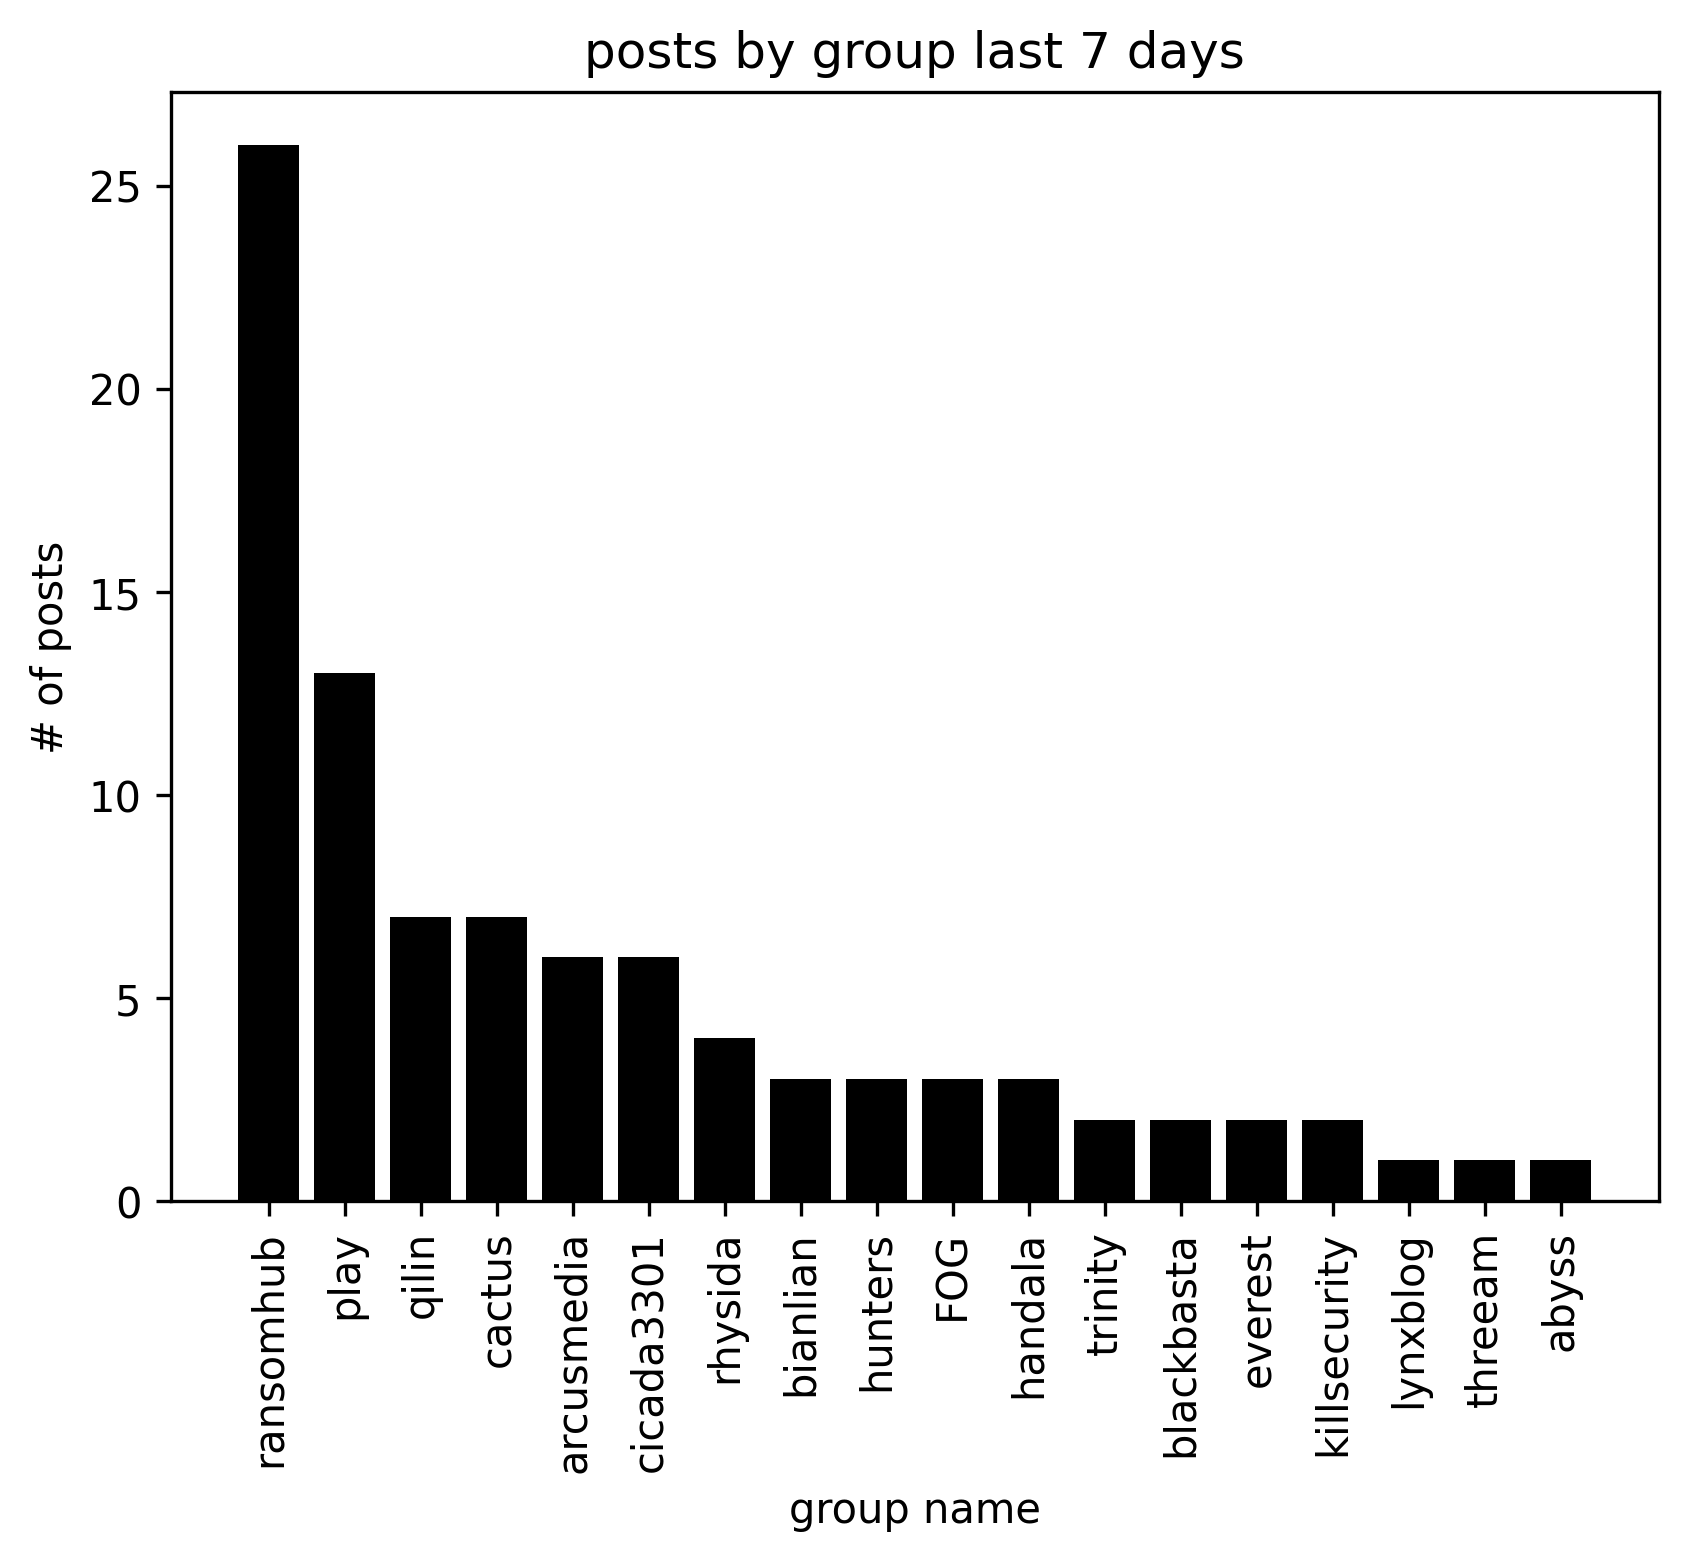 posts by group last 7 days
# of posts
25
20
15
10
5
0
ransomhub
play
qilin
cactus
arcusmedia
cicada3301
rhysida
bianlian
hunters
FOG
handala
trinity
blackbasta
everest
killsecurity
lynxblog
threeam
abyss
group name